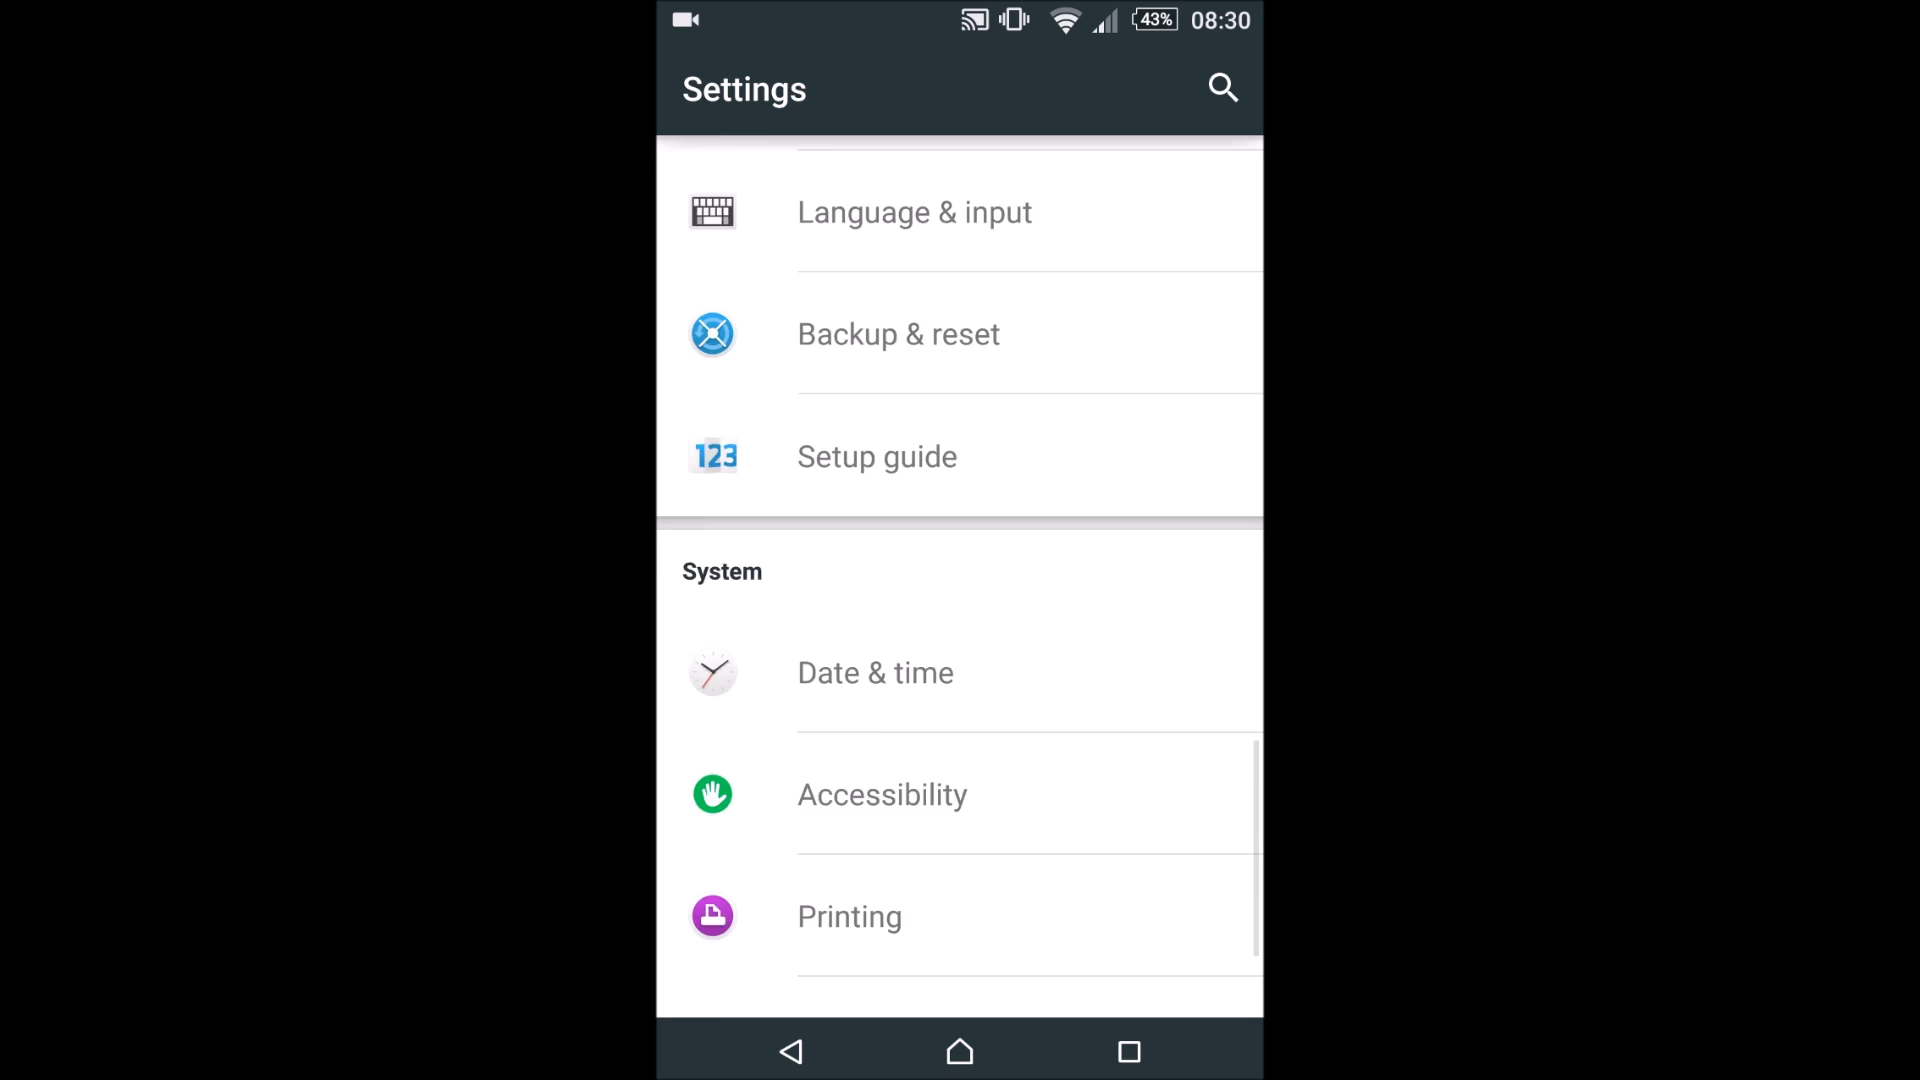 43% 08:30
Settings
Language & input
Backup & reset
123 Setup guide
System
Date & time
Accessibility
Printing